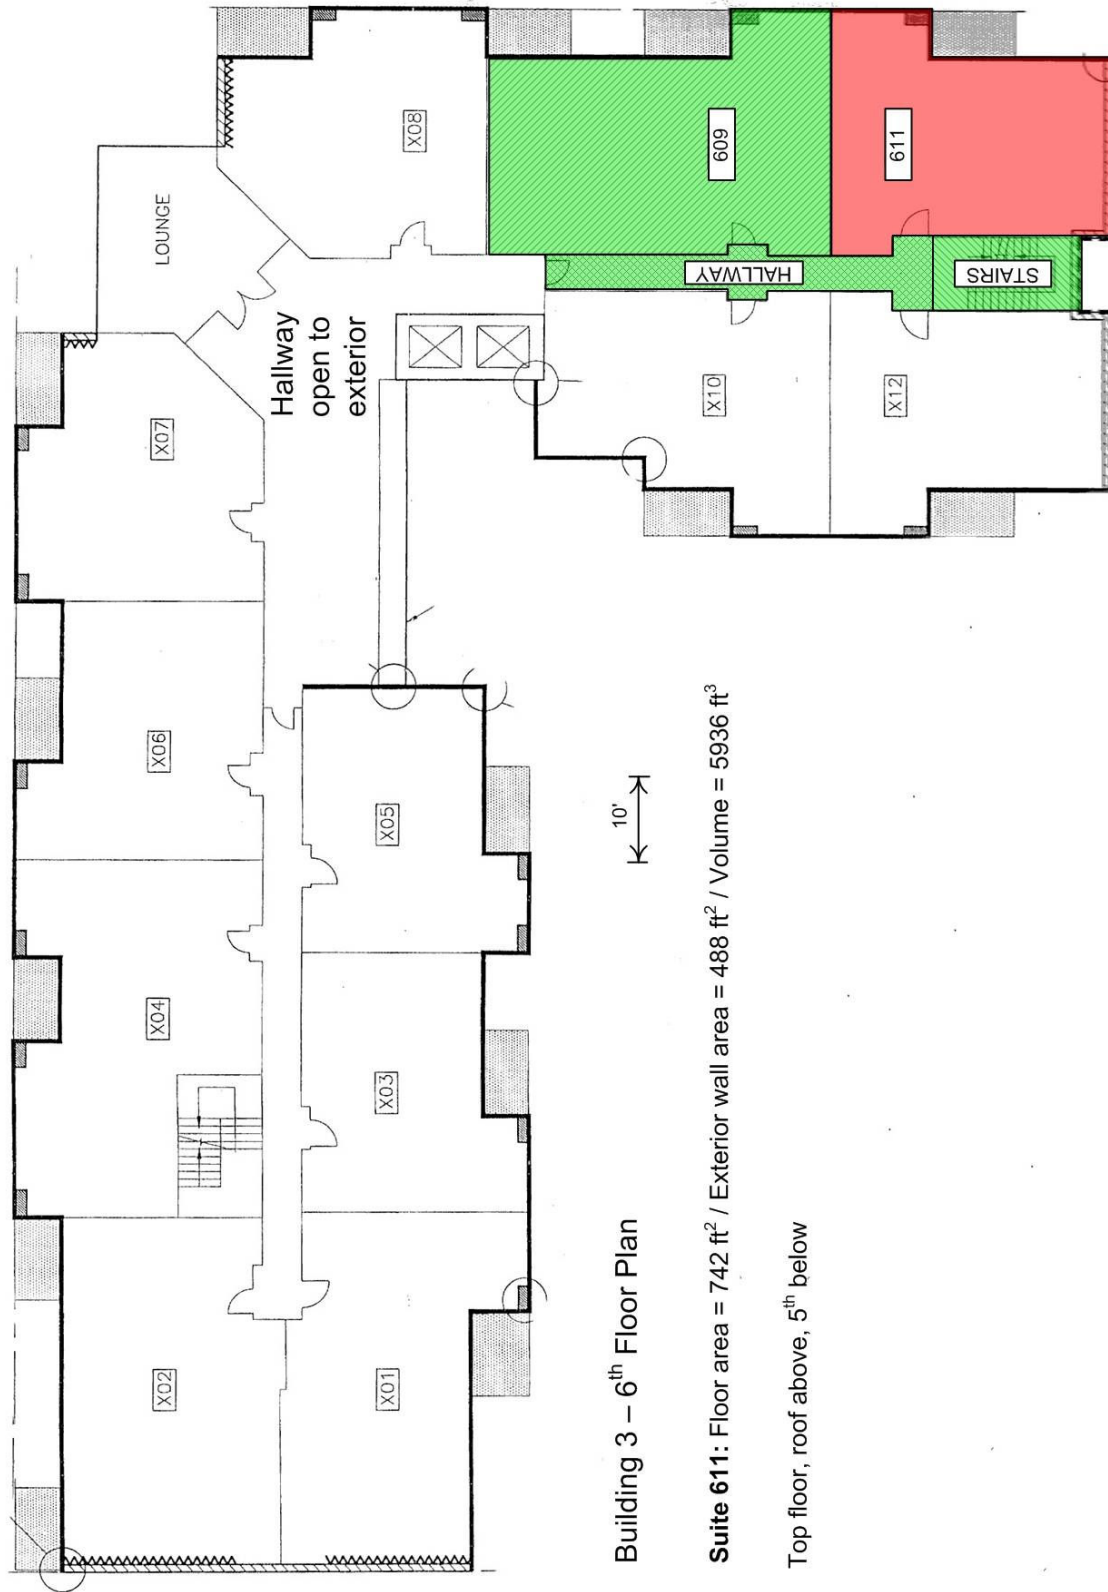 X02
X04
X06
X07
LOUNGE
X08
609
611
HALLWAY
STAIRS
Hallway
open to
exterior
X01
X03
X05
X10
X12
10'
Building 3 – 6th Floor Plan
Suite 611: Floor area = 742 ft² / Exterior wall area = 488 ft² / Volume = 5936 ft³
Top floor, roof above, 5th below